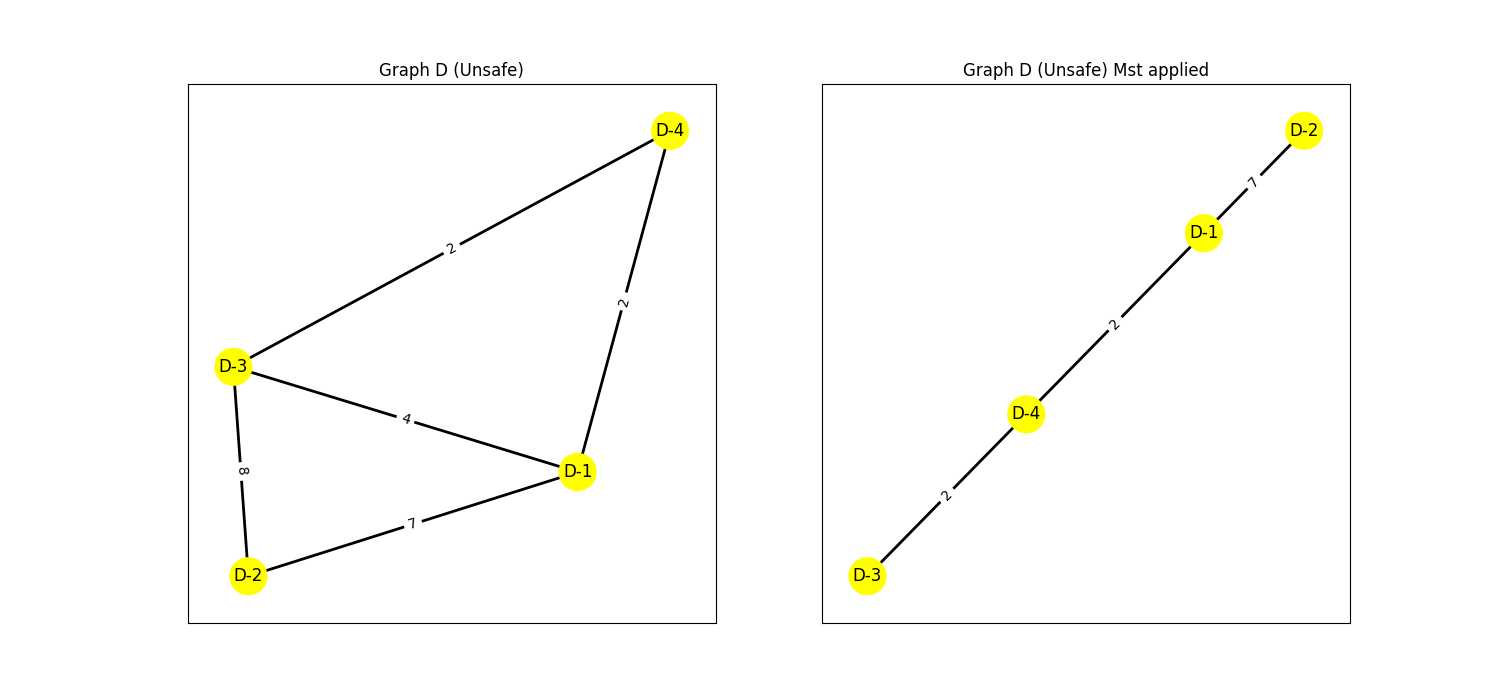 Graph D (Unsafe)
D-4
2
2
D-3
4
8
D-1
7
D-2
Graph D (Unsafe) Mst applied
D-2
7
D-1
2
D-4
2
D-3